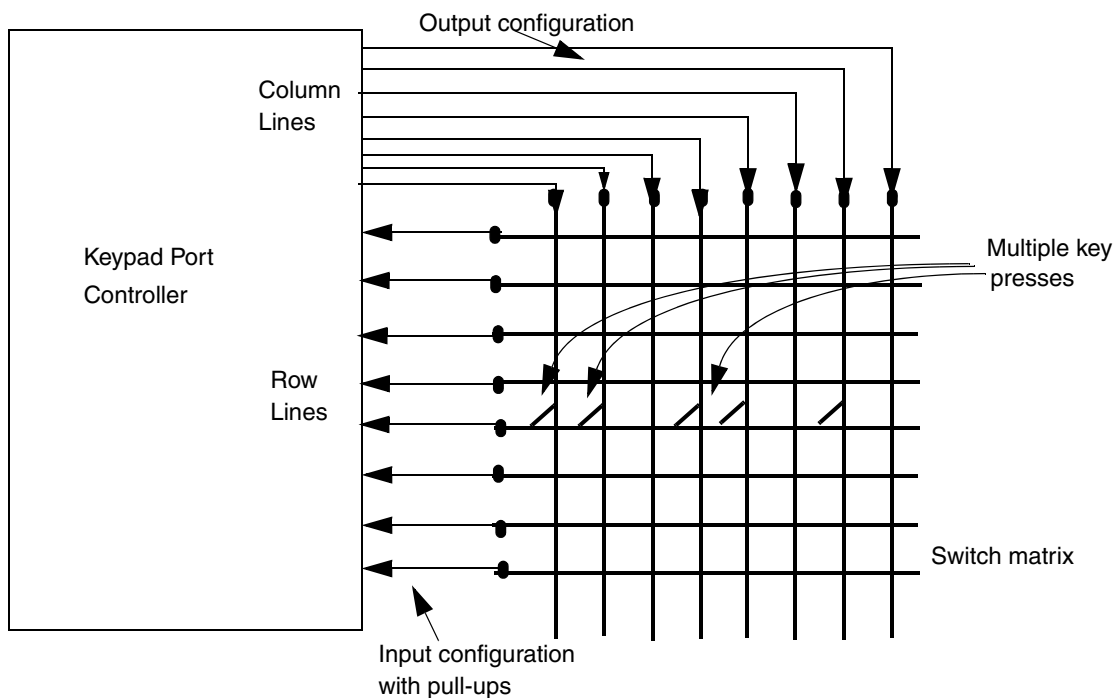 Output configuration
Column
Lines
Keypad Port
Controller
Multiple key
presses
Row
Lines
Switch matrix
Input configuration
with pull-ups